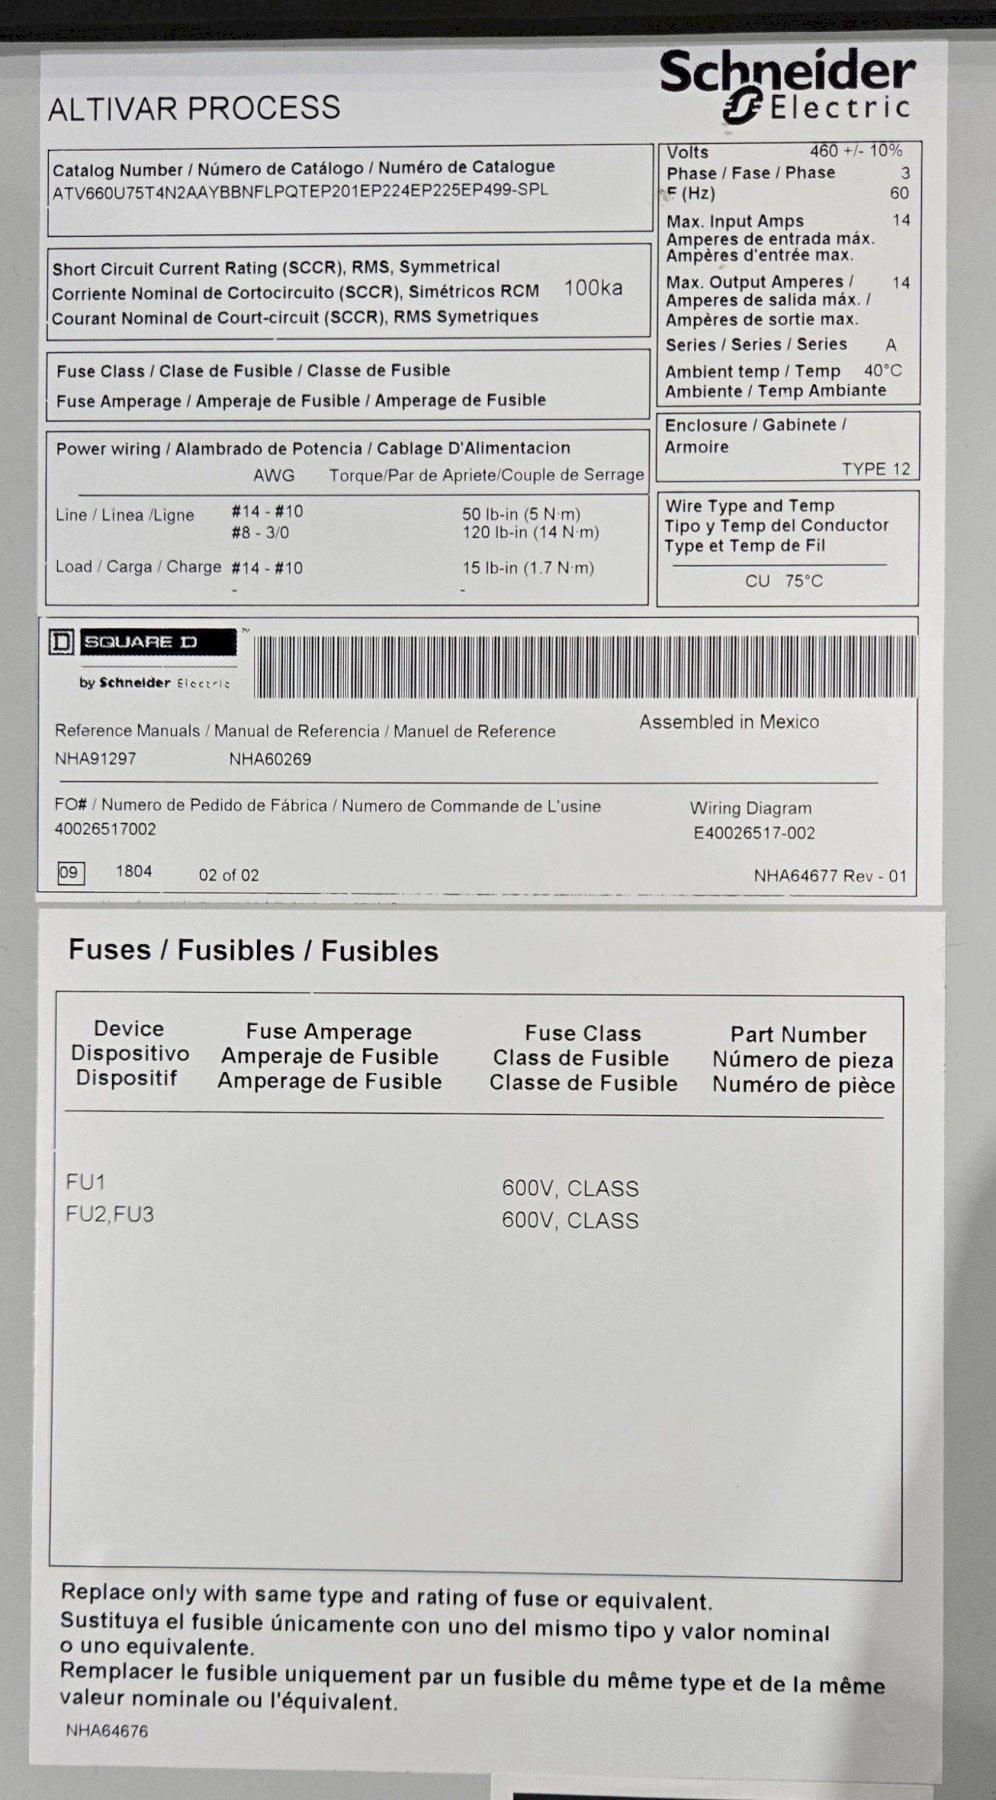 Schneider
Electric
ALTIVAR PROCESS
Catalog Number / Número de Catálogo / Numéro de Catalogue
ATV660U75T4N2AAYBBNFLPQTEP201EP224EP225EP499-SPL
Short Circuit Current Rating (SCCR), RMS, Symmetrical
Corriente Nominal de Cortocircuito (SCCR), Simétricos RCM 100ka
Courant Nominal de Court-circuit (SCCR), RMS Symetriques
Fuse Class / Clase de Fusible / Classe de Fusible
Fuse Amperage / Amperaje de Fusible / Amperage de Fusible
Power wiring / Alambrado de Potencia / Cablage D'Alimentacion
AWG Torque/Par de Apriete/Couple de Serrage
Line / Linea /Ligne #14 - #10 50 lb-in (5 N·m)
#8 - 3/0 120 lb-in (14 N·m)
Load / Carga / Charge #14 - #10 15 lb-in (1.7 N·m)
- -
Volts 460 +/- 10%
Phase / Fase / Phase 3
F (Hz) 60
Max. Input Amps 14
Amperes de entrada máx.
Ampères d'entrée max.
Max. Output Amperes / 14
Amperes de salida máx. /
Ampères de sortie max.
Series / Series / Series A
Ambient temp / Temp 40°C
Ambiente / Temp Ambiante
Enclosure / Gabinete /
Armoire
TYPE 12
Wire Type and Temp
Tipo y Temp del Conductor
Type et Temp de Fil
CU 75°C
D SQUARE D ™
by Schneider Electric
Assembled in Mexico
Reference Manuals / Manual de Referencia / Manuel de Reference
NHA91297 NHA60269
FO# / Numero de Pedido de Fábrica / Numero de Commande de L'usine
40026517002
Wiring Diagram
E40026517-002
09 1804 02 of 02 NHA64677 Rev - 01
Fuses / Fusibles / Fusibles
Device Fuse Amperage Fuse Class Part Number
Dispositivo Amperaje de Fusible Class de Fusible Número de pieza
Dispositif Amperage de Fusible Classe de Fusible Numéro de pièce
FU1 600V, CLASS
FU2,FU3 600V, CLASS
Replace only with same type and rating of fuse or equivalent.
Sustituya el fusible únicamente con uno del mismo tipo y valor nominal
o uno equivalente.
Remplacer le fusible uniquement par un fusible du même type et de la même
valeur nominale ou l'équivalent.
NHA64676